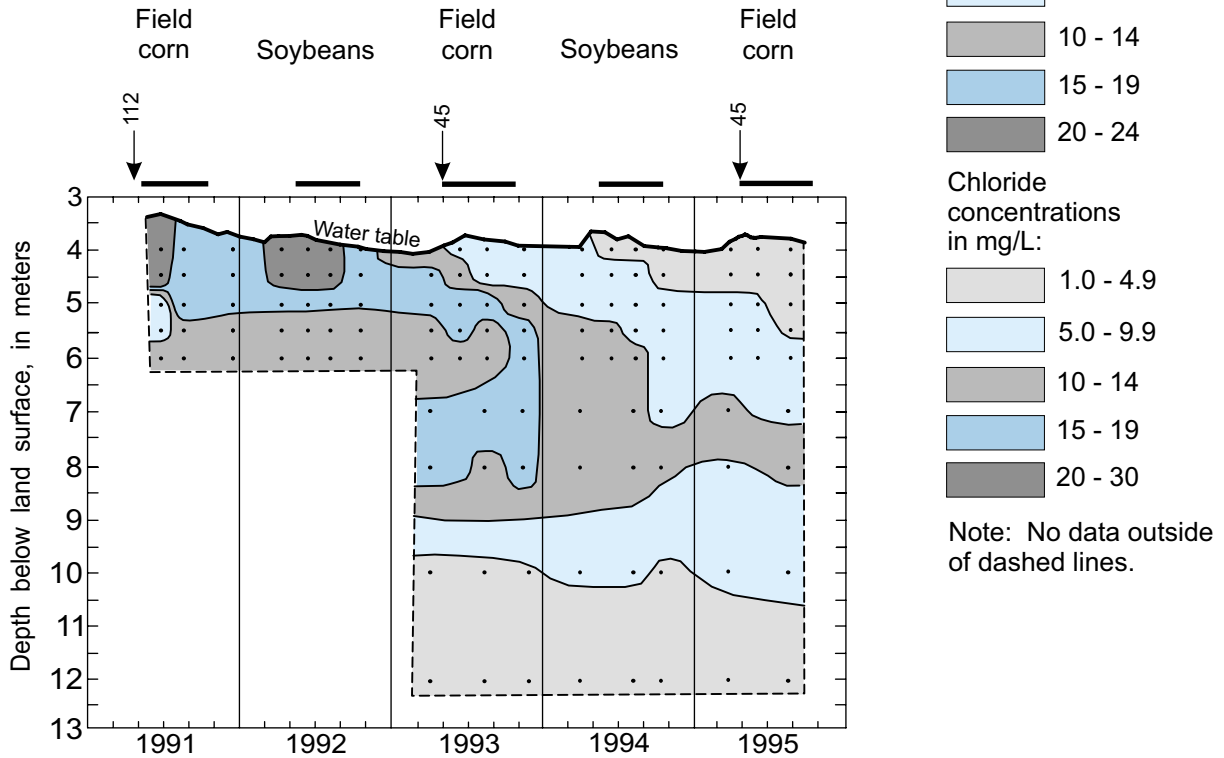 Field
corn
Soybeans
Field
corn
Soybeans
Field
corn
112
45
45
Water table
Depth below land surface, in meters
3
4
5
6
7
8
9
10
11
12
13
1991
1992
1993
1994
1995
10 - 14
15 - 19
20 - 24
Chloride
concentrations
in mg/L:
1.0 - 4.9
5.0 - 9.9
10 - 14
15 - 19
20 - 30
Note: No data outside
of dashed lines.